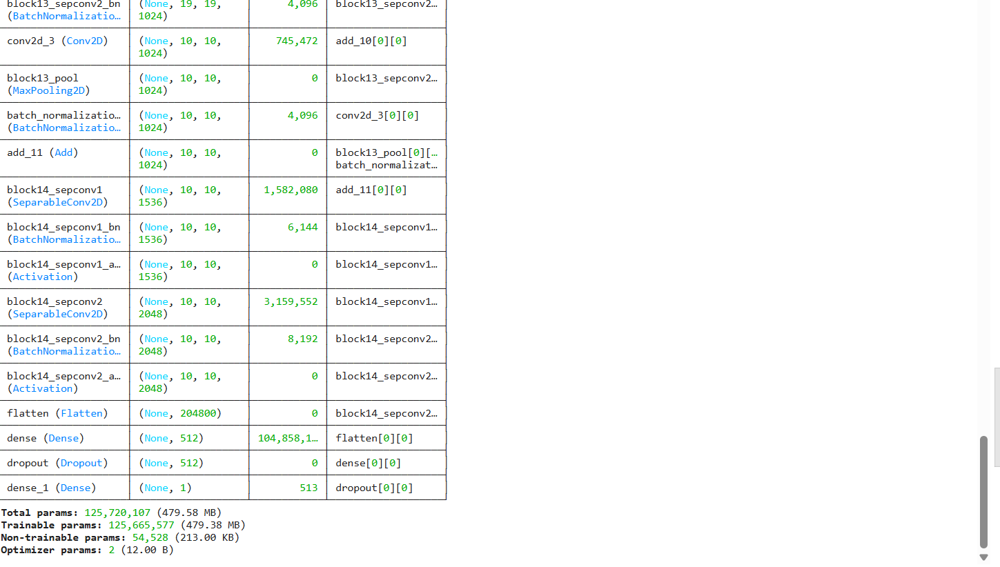 block13_sepconv2_bn (None, 19, 19, 4,096 block13_sepconv2…
(BatchNormalizatio… 1024)
conv2d_3 (Conv2D) (None, 10, 10, 745,472 add_10[0][0]
1024)
block13_pool (None, 10, 10, 0 block13_sepconv2…
(MaxPooling2D) 1024)
batch_normalizatio… (None, 10, 10, 4,096 conv2d_3[0][0]
(BatchNormalizatio… 1024)
add_11 (Add) (None, 10, 10, 0 block13_pool[0][…
1024) batch_normalizat…
block14_sepconv1 (None, 10, 10, 1,582,080 add_11[0][0]
(SeparableConv2D) 1536)
block14_sepconv1_bn (None, 10, 10, 6,144 block14_sepconv1…
(BatchNormalizatio… 1536)
block14_sepconv1_a… (None, 10, 10, 0 block14_sepconv1…
(Activation) 1536)
block14_sepconv2 (None, 10, 10, 3,159,552 block14_sepconv1…
(SeparableConv2D) 2048)
block14_sepconv2_bn (None, 10, 10, 8,192 block14_sepconv2…
(BatchNormalizatio… 2048)
block14_sepconv2_a… (None, 10, 10, 0 block14_sepconv2…
(Activation) 2048)
flatten (Flatten) (None, 204800) 0 block14_sepconv2…
dense (Dense) (None, 512) 104,858,1… flatten[0][0]
dropout (Dropout) (None, 512) 0 dense[0][0]
dense_1 (Dense) (None, 1) 513 dropout[0][0]
Total params: 125,720,107 (479.58 MB)
Trainable params: 125,665,577 (479.38 MB)
Non-trainable params: 54,528 (213.00 KB)
Optimizer params: 2 (12.00 B)